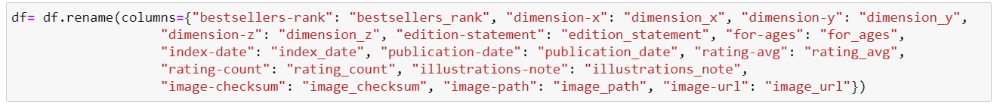 df= df.rename(columns={"bestsellers-rank": "bestsellers_rank", "dimension-x": "dimension_x", "dimension-y": "dimension_y",
"dimension-z": "dimension_z", "edition-statement": "edition_statement", "for-ages": "for_ages",
"index-date": "index_date", "publication-date": "publication_date", "rating-avg": "rating_avg",
"rating-count": "rating_count", "illustrations-note": "illustrations_note",
"image-checksum": "image_checksum", "image-path": "image_path", "image-url": "image_url"})